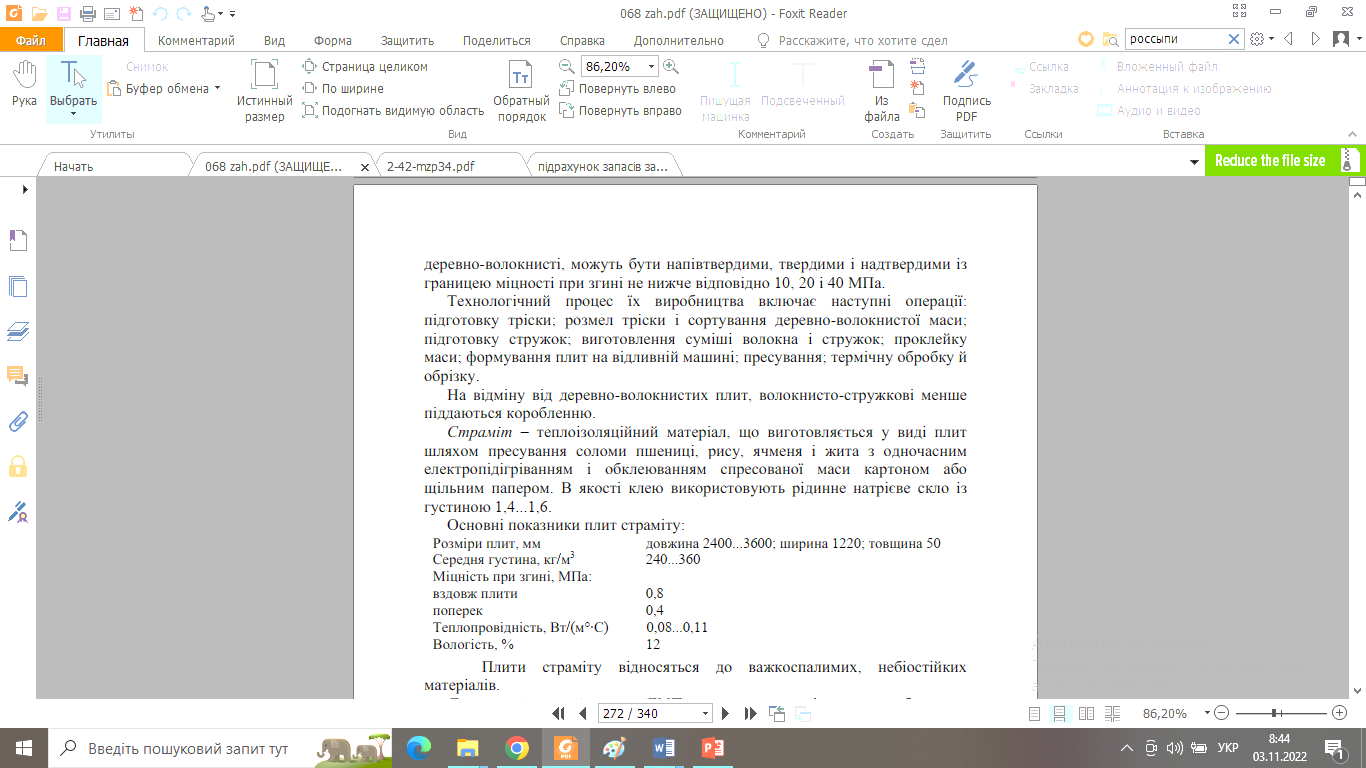 068 zah.pdf (ЗАЩИЩЕНО) - Foxit Reader
Файл Главная Комментарий Вид Форма Защитить Поделиться Справка Дополнительно Расскажите, что хотите сдел россыпи
Рука
Выбрать
Снимок
Буфер обмена
Утилиты
Истинный размер
Страница целиком
По ширине
Подогнать видимую область
Обратный порядок
86,20%
Повернуть влево
Повернуть вправо
Вид
Пишущая машинка
Подсвеченный
Комментарий
Из файла
Создать
Подпись PDF
Защитить
Ссылка
Закладка
Ссылки
Вложенный файл
Аннотация к изображению
Аудио и видео
Вставка
Начать 068 zah.pdf (ЗАЩИЩЕ... 2-42-mzp34.pdf підрахунок запасів за... Reduce the file size
деревно-волокнисті, можуть бути напівтвердими, твердими і надтвердими із
границею міцності при згині не нижче відповідно 10, 20 і 40 МПа.
Технологічний процес їх виробництва включає наступні операції:
підготовку тріски; розмел тріски і сортування деревно-волокнистої маси;
підготовку стружок; виготовлення суміші волокна і стружок; проклейку
маси; формування плит на відливній машині; пресування; термічну обробку й
обрізку.
На відміну від деревно-волокнистих плит, волокнисто-стружкові менше
піддаються коробленню.
Страміт – теплоізоляційний матеріал, що виготовляється у виді плит
шляхом пресування соломи пшениці, рису, ячменя і жита з одночасним
електропідігріванням і обклеюванням спресованої маси картоном або
щільним папером. В якості клею використовують рідинне натрієве скло із
густиною 1,4...1,6.
Основні показники плит страміту:
Розміри плит, мм довжина 2400...3600; ширина 1220; товщина 50
Середня густина, кг/м³ 240...360
Міцність при згині, МПа:
вздовж плити 0,8
поперек 0,4
Теплопровідність, Вт/(м°·С) 0,08...0,11
Вологість, % 12
Плити страміту відносяться до важкоспалимих, небіостійких
матеріалів.
272 / 340 86,20%
Введіть пошуковий запит тут УКР 8:44
03.11.2022
1